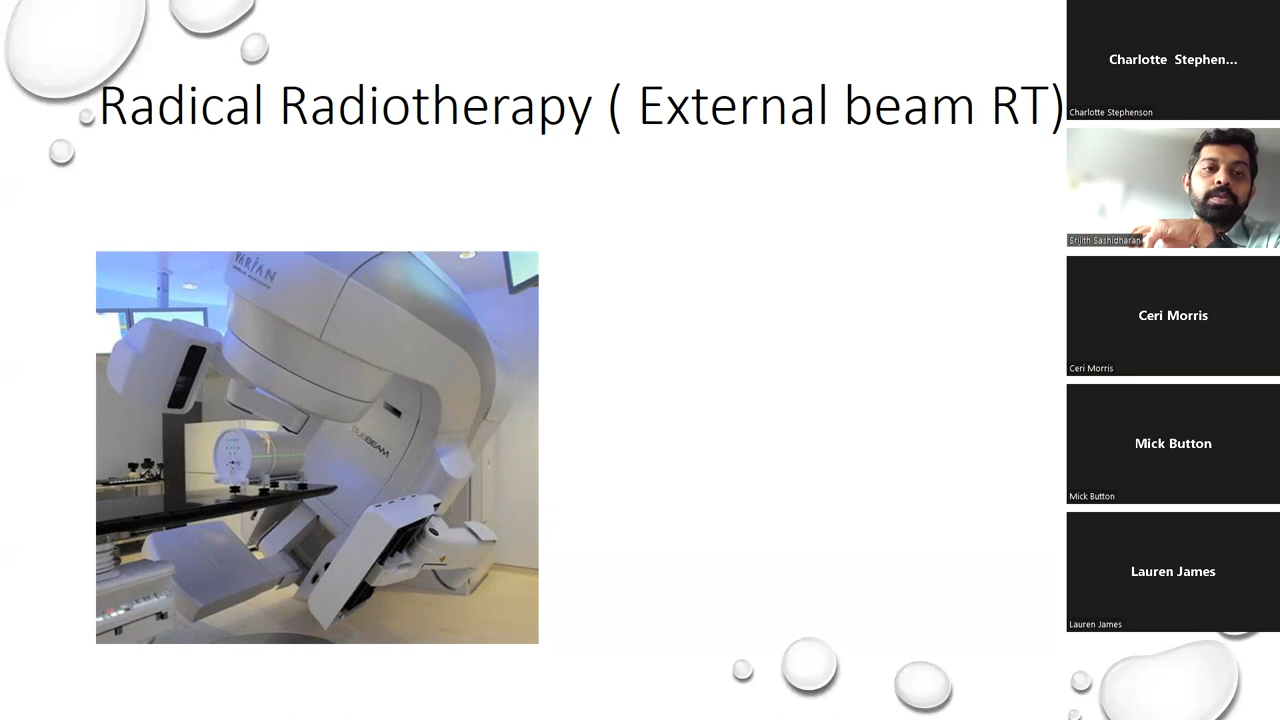 Radical Radiotherapy ( External beam RT)
VARIAN
BEAM
Charlotte Stephen...
Charlotte Stephenson
Srijith Sashidharan
Ceri Morris
Ceri Morris
Mick Button
Mick Button
Lauren James
Lauren James